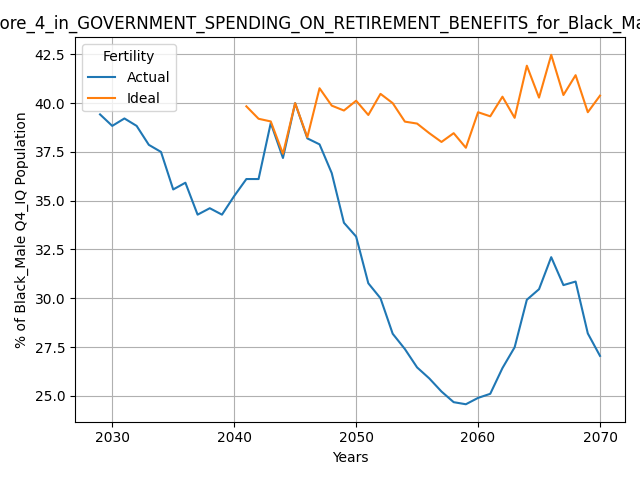 ore_4_in_GOVERNMENT_SPENDING_ON_RETIREMENT_BENEFITS_for_Black_Ma
Fertility
Actual
Ideal
42.5
40.0
37.5
35.0
32.5
30.0
27.5
25.0
% of Black_Male Q4_IQ Population
2030
2040
2050
2060
2070
Years